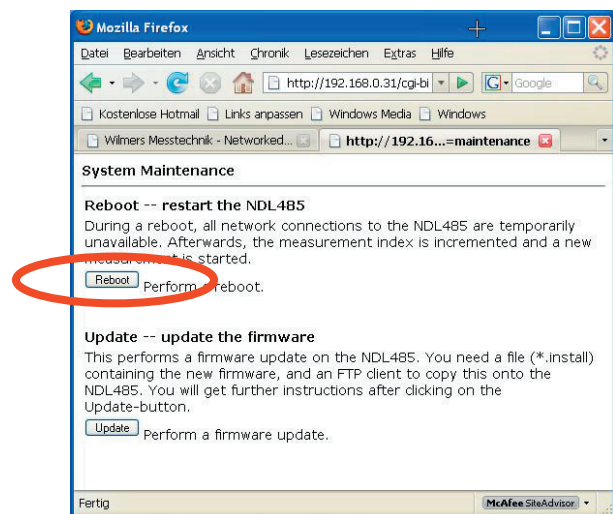 Mozilla Firefox
Datei Bearbeiten Ansicht Chronik Lesezeichen Extras Hilfe
http://192.168.0.31/cgi-bi G Google
Kostenlose Hotmail Links anpassen Windows Media Windows
Wilmers Messtechnik - Networked... http://192.16...=maintenance
System Maintenance
Reboot -- restart the NDL485
During a reboot, all network connections to the NDL485 are temporarily
unavailable. Afterwards, the measurement index is incremented and a new
measurement is started.
Reboot Perform a reboot.
Update -- update the firmware
This performs a firmware update on the NDL485. You need a file (*.install)
containing the new firmware, and an FTP client to copy this onto the
NDL485. You will get further instructions after clicking on the
Update-button.
Update Perform a firmware update.
Fertig McAfee SiteAdvisor